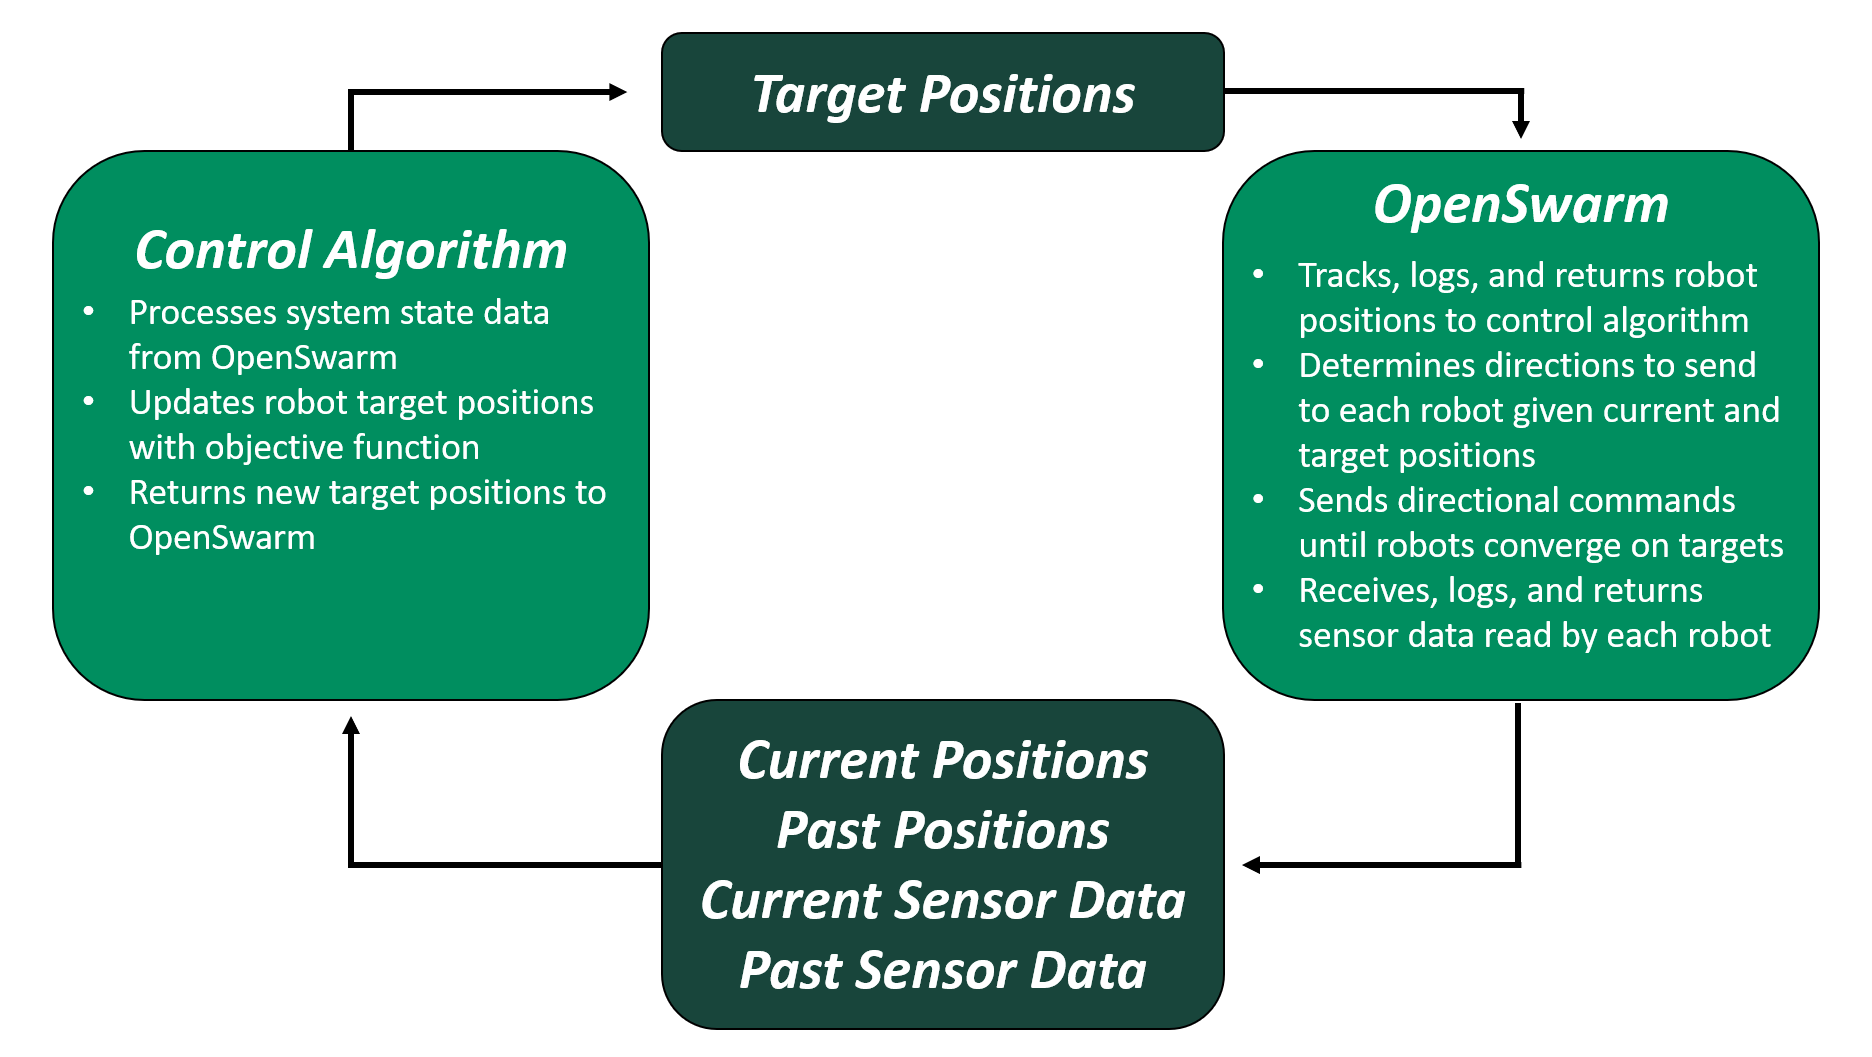 Target Positions
Control Algorithm
• Processes system state data
from OpenSwarm
• Updates robot target positions
with objective function
• Returns new target positions to
OpenSwarm
OpenSwarm
• Tracks, logs, and returns robot
positions to control algorithm
• Determines directions to send
to each robot given current and
target positions
• Sends directional commands
until robots converge on targets
• Receives, logs, and returns
sensor data read by each robot
Current Positions
Past Positions
Current Sensor Data
Past Sensor Data